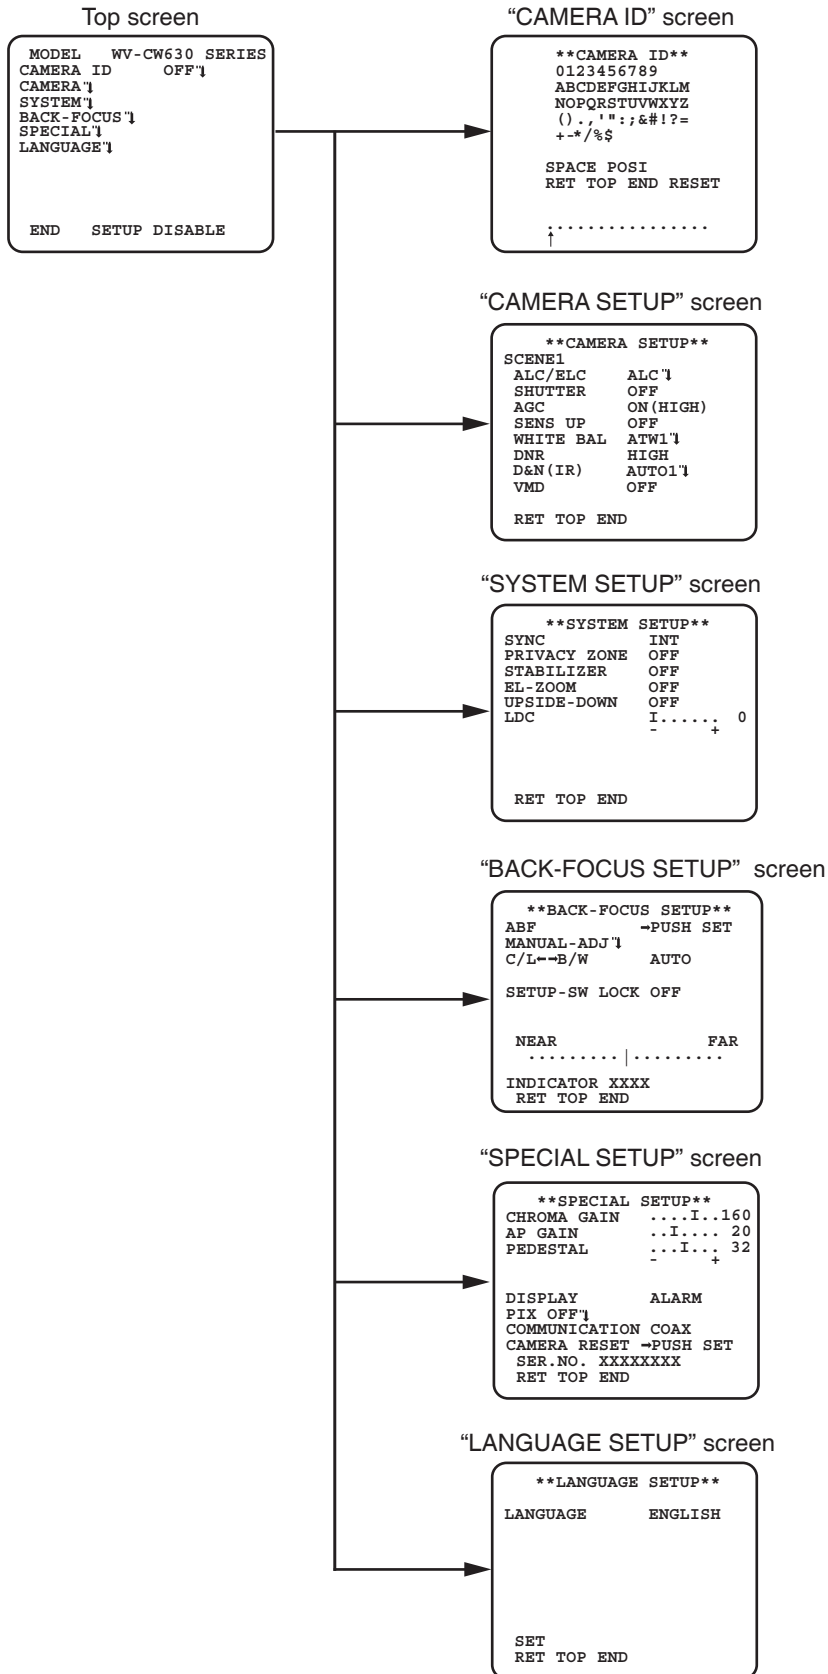 Top screen
MODEL WV-CW630 SERIES
CAMERA ID OFF
CAMERA
SYSTEM
BACK-FOCUS
SPECIAL
LANGUAGE
END SETUP DISABLE
“CAMERA ID” screen
**CAMERA ID**
0123456789
ABCDEFGHIJKLM
NOPQRSTUVWXYZ
().,'":;&#!?=
+-*/%$
SPACE POSI
RET TOP END RESET
................
↑
“CAMERA SETUP” screen
**CAMERA SETUP**
SCENE1
ALC/ELC ALC
SHUTTER OFF
AGC ON(HIGH)
SENS UP OFF
WHITE BAL ATW1
DNR HIGH
D&N(IR) AUTO1
VMD OFF
RET TOP END
“SYSTEM SETUP” screen
**SYSTEM SETUP**
SYNC INT
PRIVACY ZONE OFF
STABILIZER OFF
EL-ZOOM OFF
UPSIDE-DOWN OFF
LDC I...... 0
- +
RET TOP END
“BACK-FOCUS SETUP” screen
**BACK-FOCUS SETUP**
ABF →PUSH SET
MANUAL-ADJ
C/L←→B/W AUTO
SETUP-SW LOCK OFF
NEAR FAR
.........|.........
INDICATOR XXXX
RET TOP END
“SPECIAL SETUP” screen
**SPECIAL SETUP**
CHROMA GAIN ....I..160
AP GAIN ..I.... 20
PEDESTAL ...I... 32
- +
DISPLAY ALARM
PIX OFF
COMMUNICATION COAX
CAMERA RESET →PUSH SET
SER.NO. XXXXXXXX
RET TOP END
“LANGUAGE SETUP” screen
**LANGUAGE SETUP**
LANGUAGE ENGLISH
SET
RET TOP END